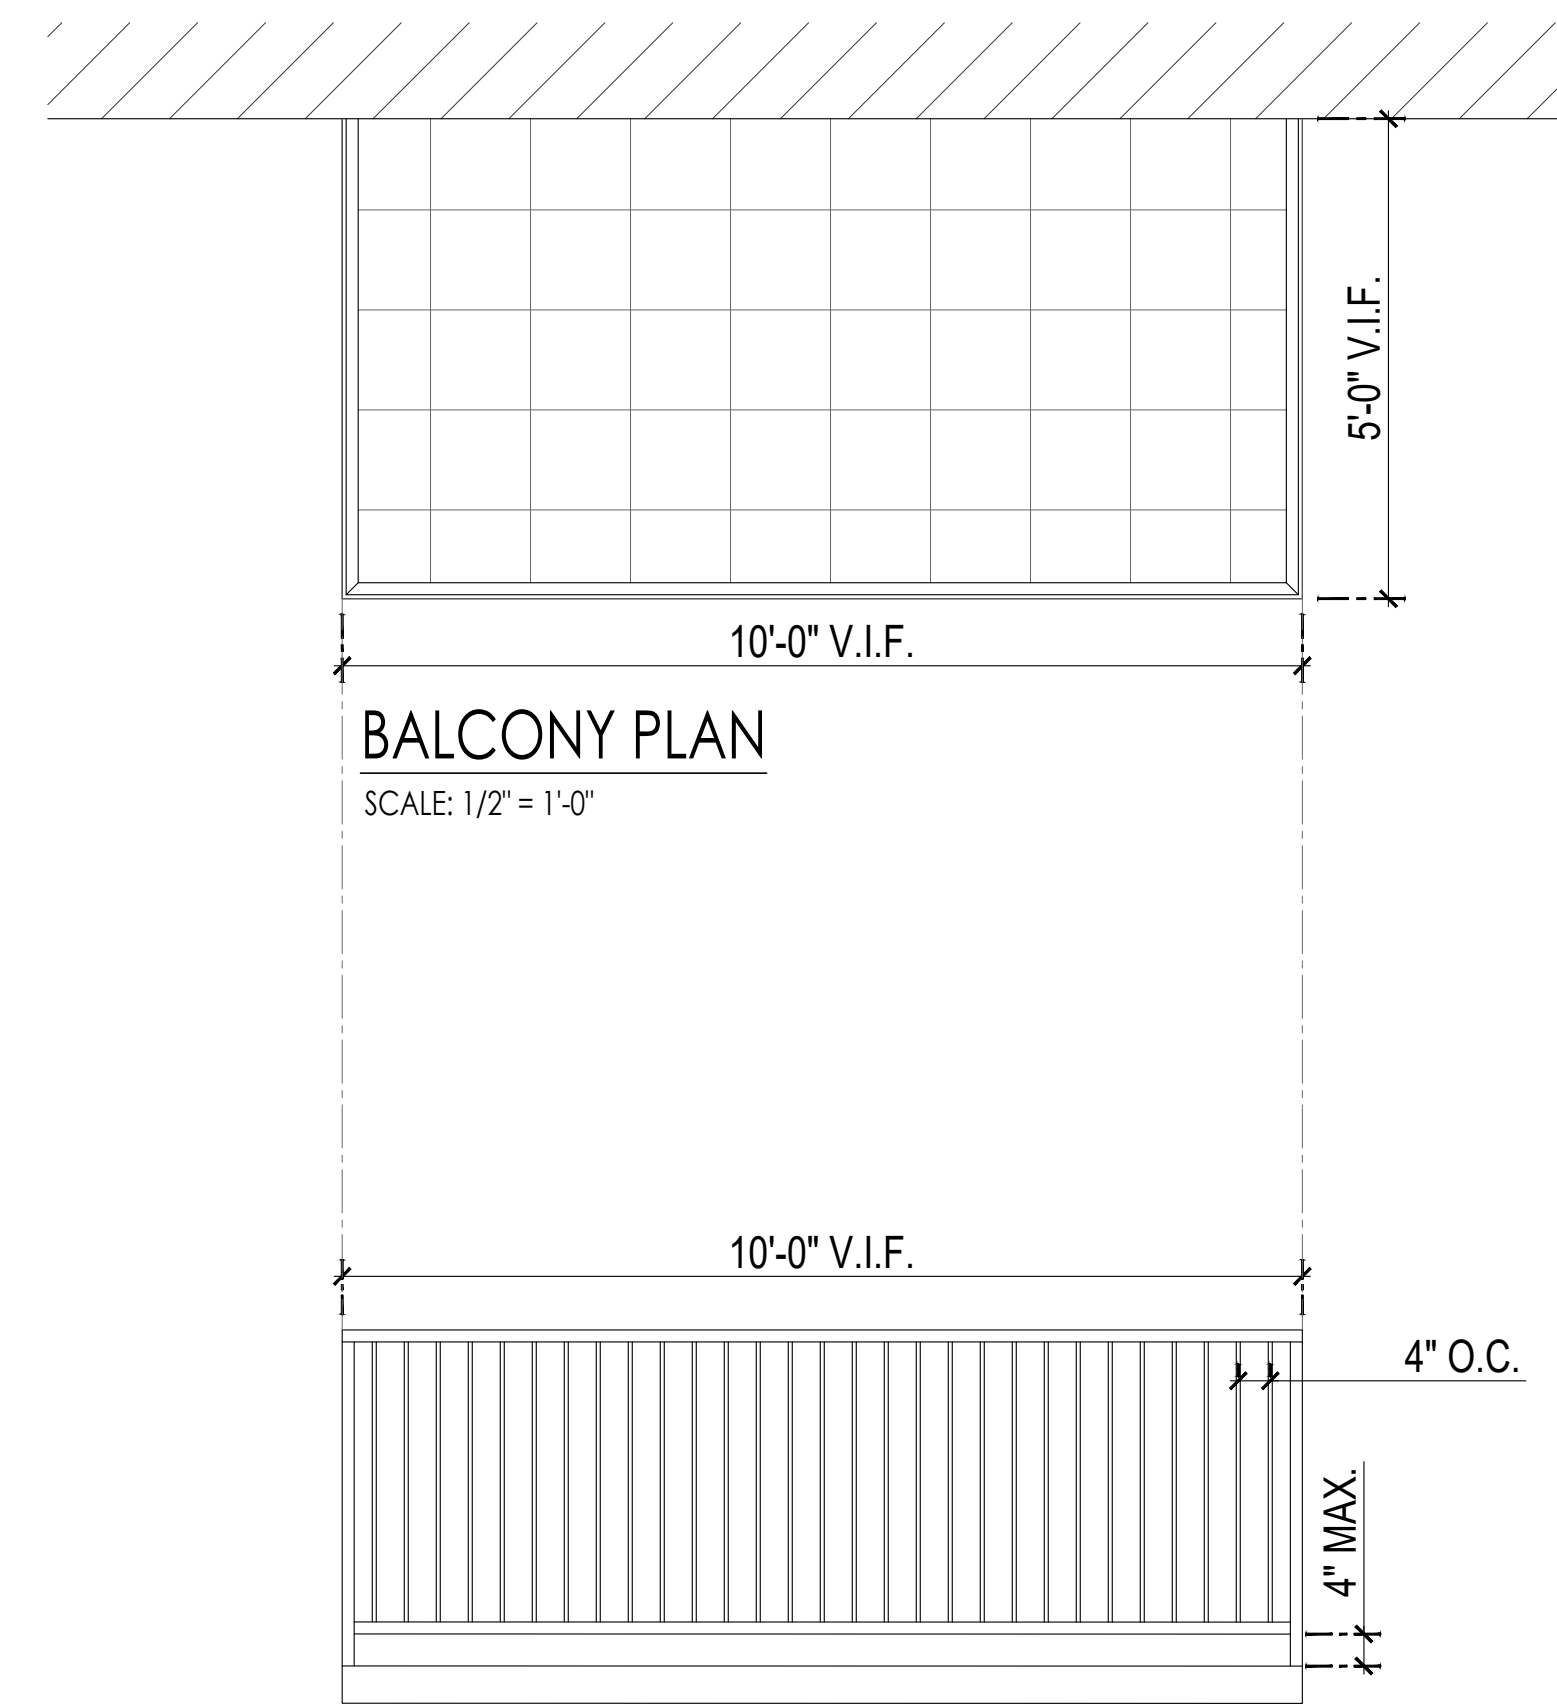 5'-0" V.I.F.
10'-0" V.I.F.
BALCONY PLAN
SCALE: 1/2" = 1'-0"
10'-0" V.I.F.
4" O.C.
4" MAX.